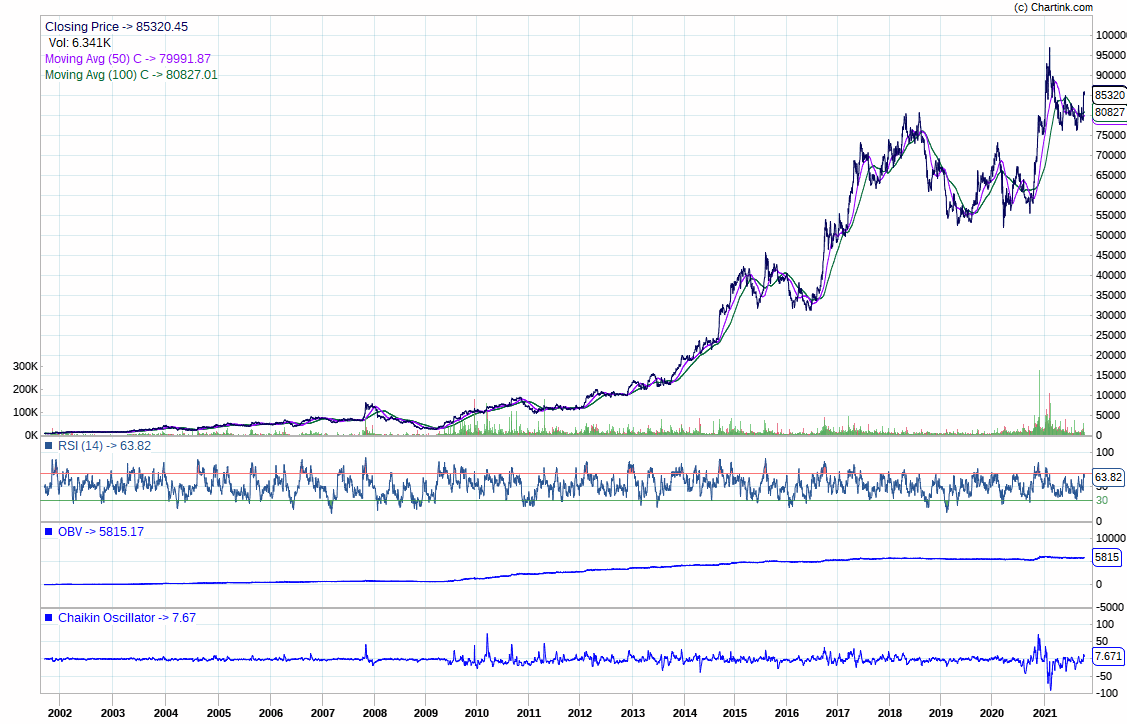 (c) Chartink.com
Closing Price -> 85320.45
Vol: 6.341K
Moving Avg (50) C -> 79991.87
Moving Avg (100) C -> 80827.01
100000
95000
90000
85320
80827
75000
70000
65000
60000
55000
50000
45000
40000
35000
30000
25000
20000
15000
10000
5000
0
300K
200K
100K
0K
RSI (14) -> 63.82
100
63.82
30
0
OBV -> 5815.17
10000
5815
0
-5000
Chaikin Oscillator -> 7.67
100
50
7.671
-50
-100
2002 2003 2004 2005 2006 2007 2008 2009 2010 2011 2012 2013 2014 2015 2016 2017 2018 2019 2020 2021